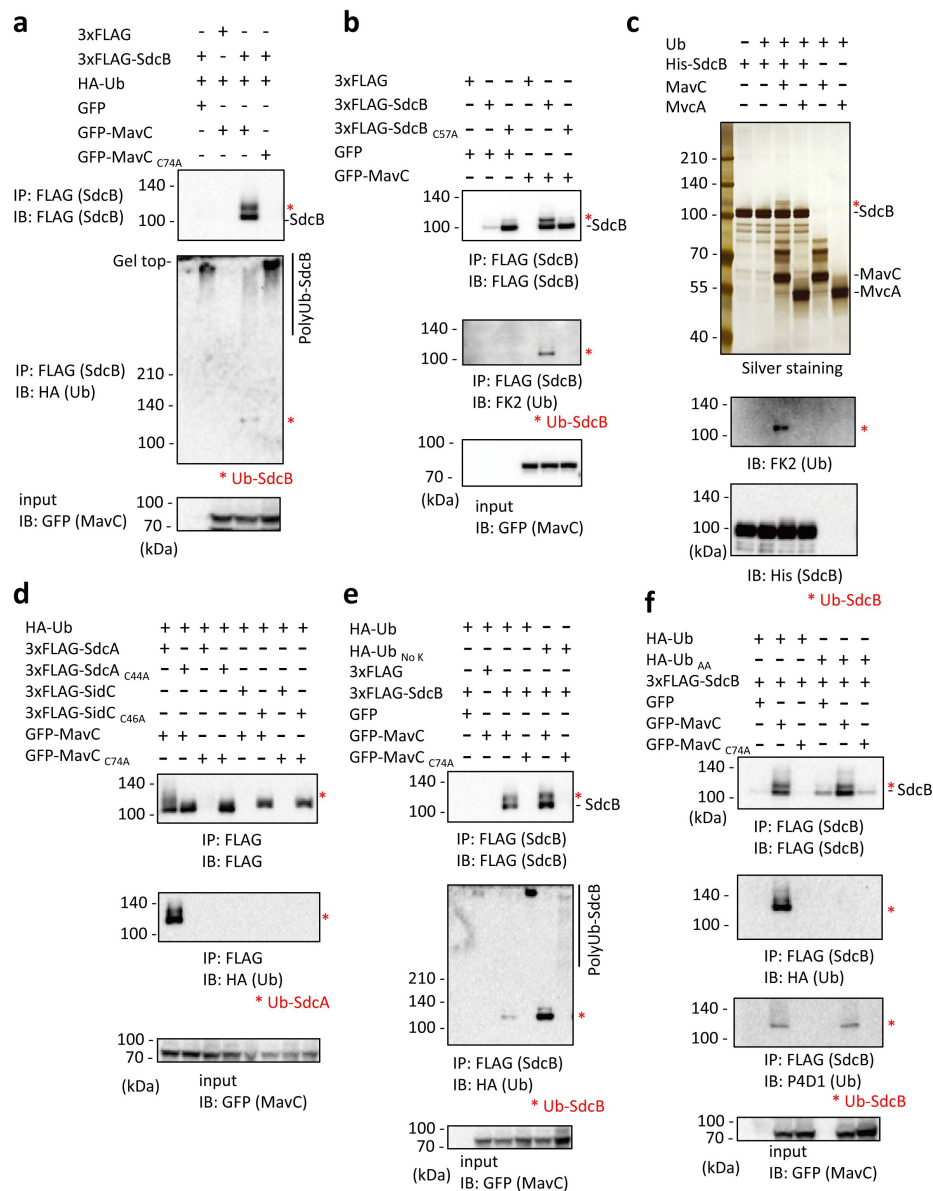 a
3xFLAG - + - -
3xFLAG-SdcB + - + +
HA-Ub + + + +
GFP + - - -
GFP-MavC - + + -
GFP-MavC C74A - - - +
IP: FLAG (SdcB)
IB: FLAG (SdcB)
140 -
100 -
*
-SdcB
Gel top-
PolyUb-SdcB
IP: FLAG (SdcB)
IB: HA (Ub)
210 -
140 -
100 -
*
* Ub-SdcB
input
IB: GFP (MavC)
100 -
70 -
(kDa)
b
3xFLAG + - - + - -
3xFLAG-SdcB - + - - + -
3xFLAG-SdcB C57A - - + - - +
GFP + + + - - -
GFP-MavC - - - + + +
140 -
100 -
*
-SdcB
IP: FLAG (SdcB)
IB: FLAG (SdcB)
140 -
100 -
*
IP: FLAG (SdcB)
IB: FK2 (Ub)
* Ub-SdcB
100 -
70 -
(kDa)
input
IB: GFP (MavC)
c
Ub - + + + + +
His-SdcB + + + + - -
MavC - - + - + -
MvcA - - - + - +
210 -
140 -
100 -
70 -
55 -
40 -
*
-SdcB
-MavC
-MvcA
Silver staining
140 -
100 -
*
IB: FK2 (Ub)
140 -
100 -
(kDa)
IB: His (SdcB)
* Ub-SdcB
d
HA-Ub + + + + + + + +
3xFLAG-SdcA + - + - - - - -
3xFLAG-SdcA C44A - + - + - - - -
3xFLAG-SidC - - - - + - + -
3xFLAG-SidC C46A - - - - - + - +
GFP-MavC + + - - + + - -
GFP-MavC C74A - - + + - - + +
140 -
100 -
*
IP: FLAG
IB: FLAG
140 -
100 -
*
IP: FLAG
IB: HA (Ub)
* Ub-SdcA
100 -
70 -
(kDa)
input
IB: GFP (MavC)
e
HA-Ub + + + + - -
HA-Ub No K - - - - + +
3xFLAG - + - - - -
3xFLAG-SdcB + - + + + +
GFP + - - - - -
GFP-MavC - + + - + -
GFP-MavC C74A - - - + - +
140 -
100 -
*
- SdcB
IP: FLAG (SdcB)
IB: FLAG (SdcB)
PolyUb-SdcB
210 -
140 -
100 -
*
IP: FLAG (SdcB)
IB: HA (Ub)
* Ub-SdcB
100 -
70 -
(kDa)
input
IB: GFP (MavC)
f
HA-Ub + + + - - -
HA-Ub AA - - - + + +
3xFLAG-SdcB + + + + + +
GFP + - - + - -
GFP-MavC - + - - + -
GFP-MavC C74A - - + - - +
140 -
100 -
(kDa)
*
- SdcB
IP: FLAG (SdcB)
IB: FLAG (SdcB)
140 -
100 -
*
IP: FLAG (SdcB)
IB: HA (Ub)
140 -
100 -
*
IP: FLAG (SdcB)
IB: P4D1 (Ub)
* Ub-SdcB
100 -
70 -
(kDa)
input
IB: GFP (MavC)